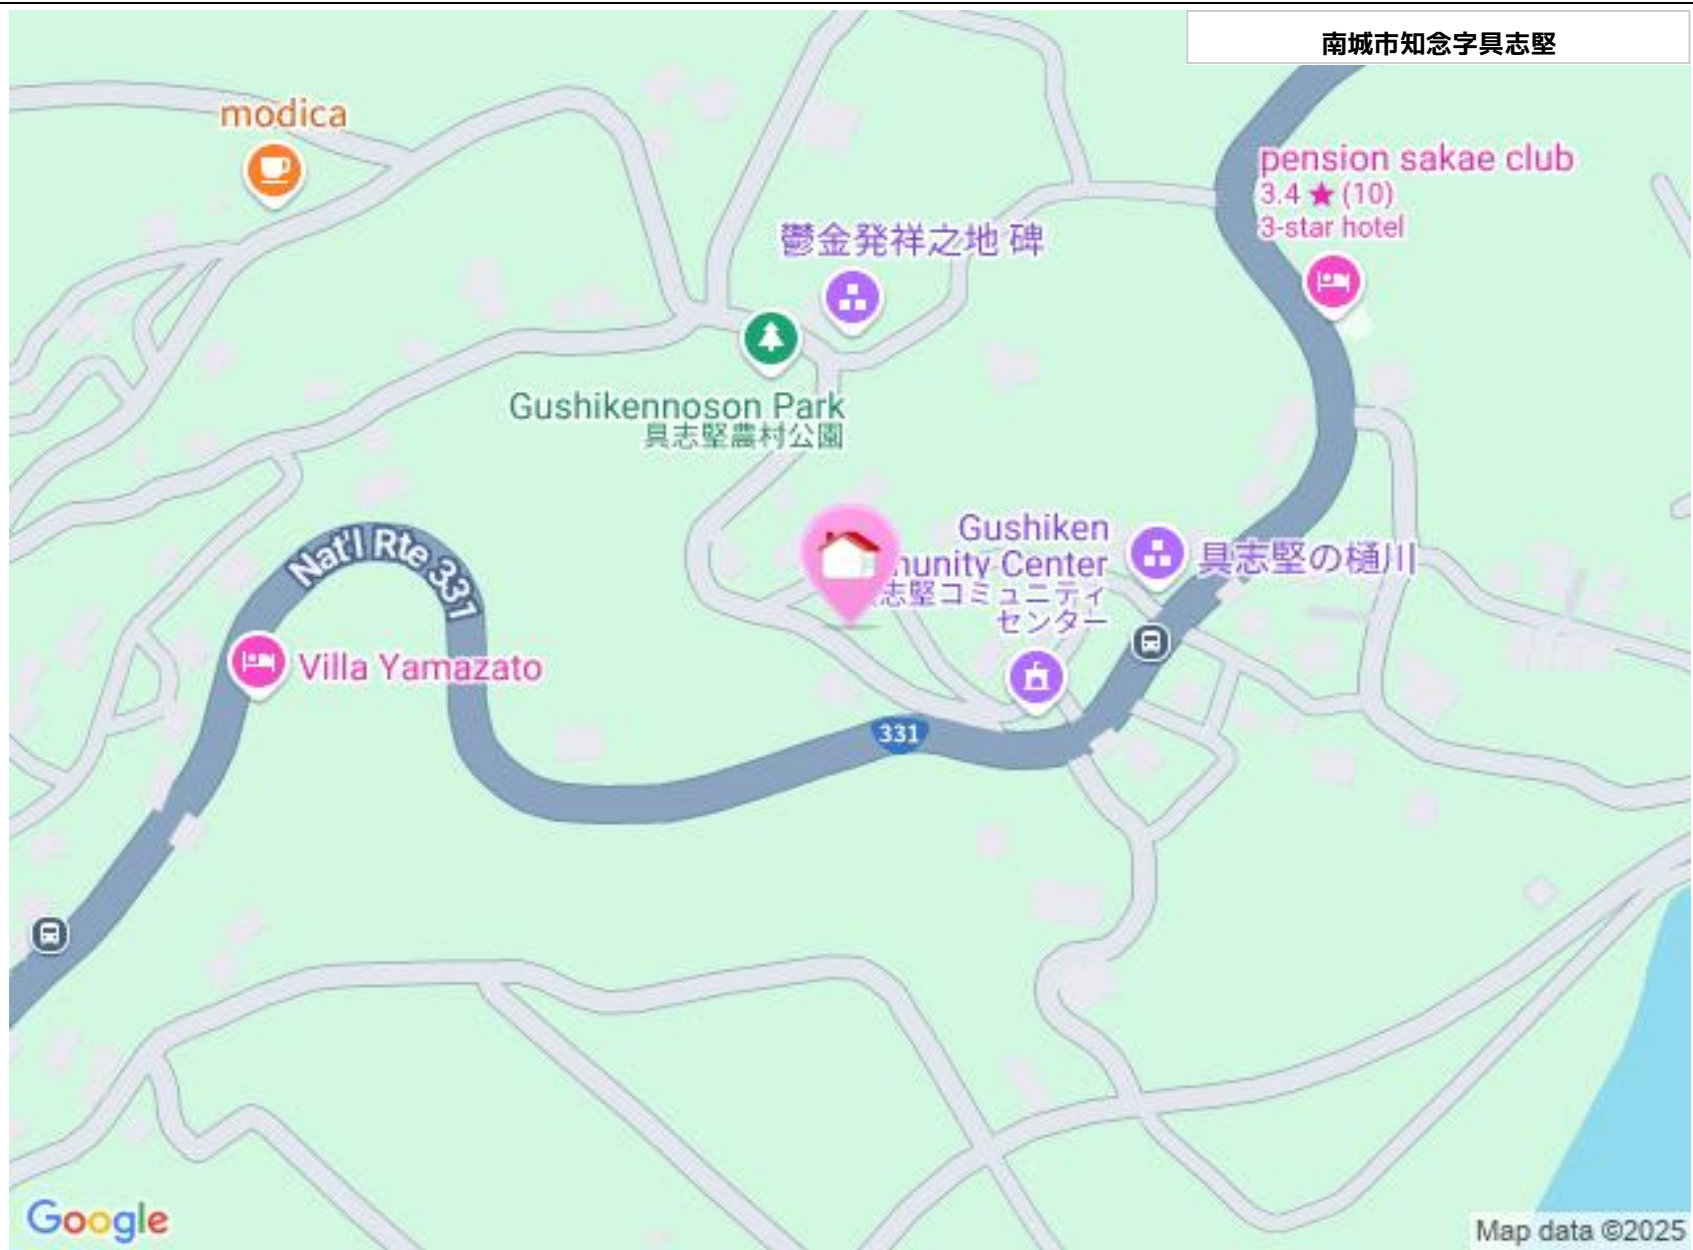 南城市知念字具志堅
modica
pension sakae club
3.4 ★ (10)
3-star hotel
鬱金発祥之地 碑
Gushikennoson Park
具志堅農村公園
Gushiken
Center
志堅コミュニティ
センター
具志堅の樋川
Nat'l Rte 331
Villa Yamazato
331
Google
Map data ©2025